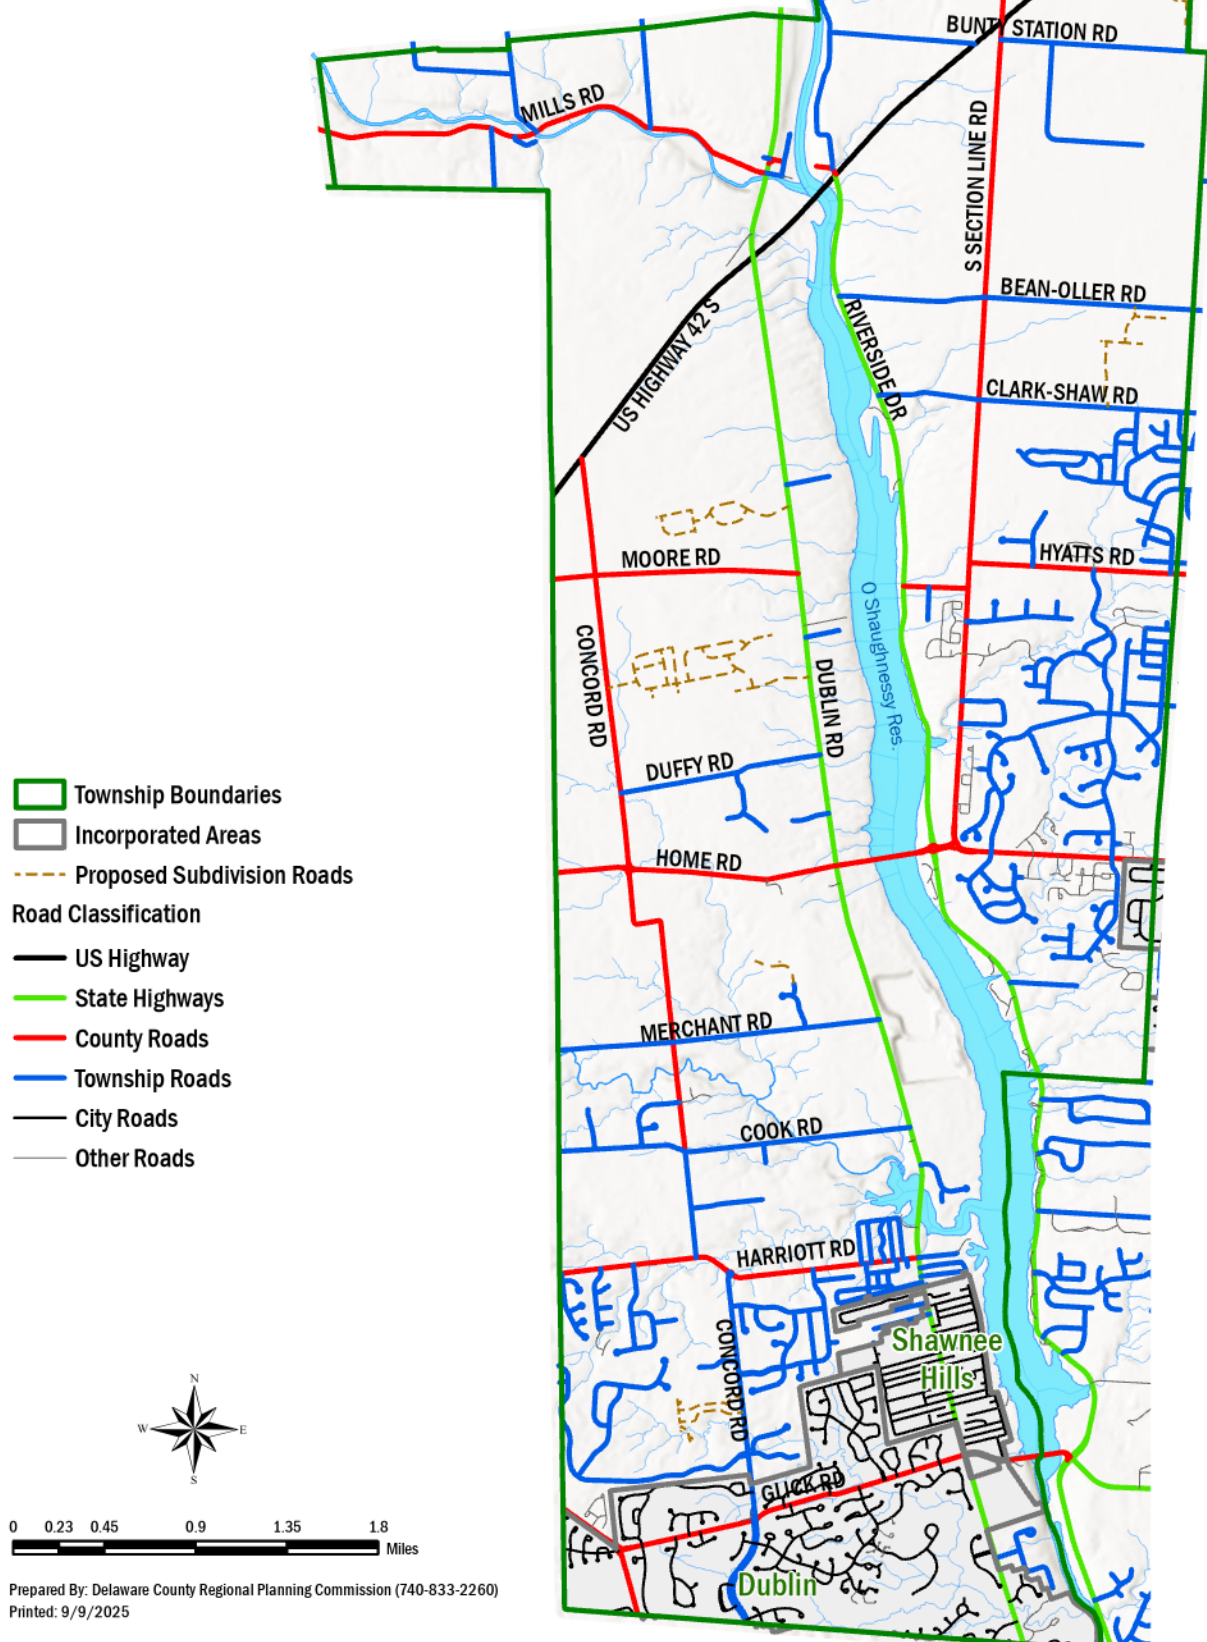 BUNTY STATION RD
MILLS RD
S SECTION LINE RD
BEAN-OLLER RD
RIVERSIDE DR
US HIGHWAY 42 S
CLARK-SHAW RD
MOORE RD
HYATTS RD
O Shaughnessy Res.
CONCORD RD
DUBLIN RD
DUFFY RD
HOME RD
MERCHANT RD
COOK RD
HARRIOTT RD
CONCORD RD
Shawnee
Hills
GLICK RD
Dublin
Township Boundaries
Incorporated Areas
Proposed Subdivision Roads
Road Classification
US Highway
State Highways
County Roads
Township Roads
City Roads
Other Roads
N
W E
S
0 0.23 0.45 0.9 1.35 1.8
Miles
Prepared By: Delaware County Regional Planning Commission (740-833-2260)
Printed: 9/9/2025